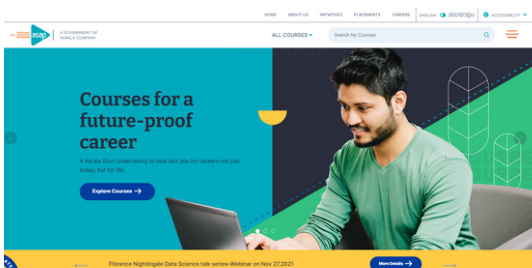 HOME ABOUT US INITIATIVES PLACEMENTS CAREERS ENGLISH മലയാളം ACCESSIBILITY
asap
A GOVERNMENT OF
KERALA COMPANY
ALL COURSES
Search for Courses
Courses for a
future-proof
career
A Kerala Govt undertaking to help skill you for careers not just
today, but for life.
Explore Courses →
Florence Nightingale Data Science talk series-Webinar on Nov 27,2021
More Details →